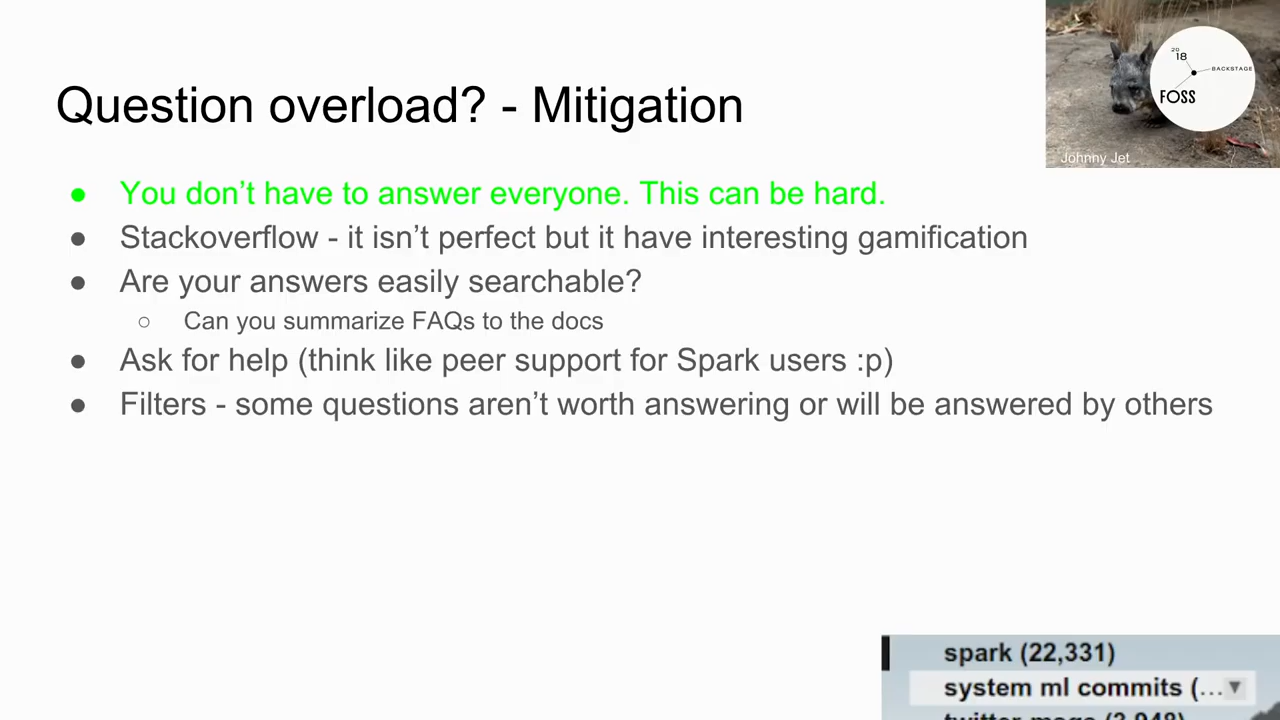 20
18
BACKSTAGE
FOSS
Johnny Jet
Question overload? - Mitigation
● You don’t have to answer everyone. This can be hard.
● Stackoverflow - it isn’t perfect but it have interesting gamification
● Are your answers easily searchable?
○ Can you summarize FAQs to the docs
● Ask for help (think like peer support for Spark users :p)
● Filters - some questions aren’t worth answering or will be answered by others
spark (22,331)
system ml commits (...